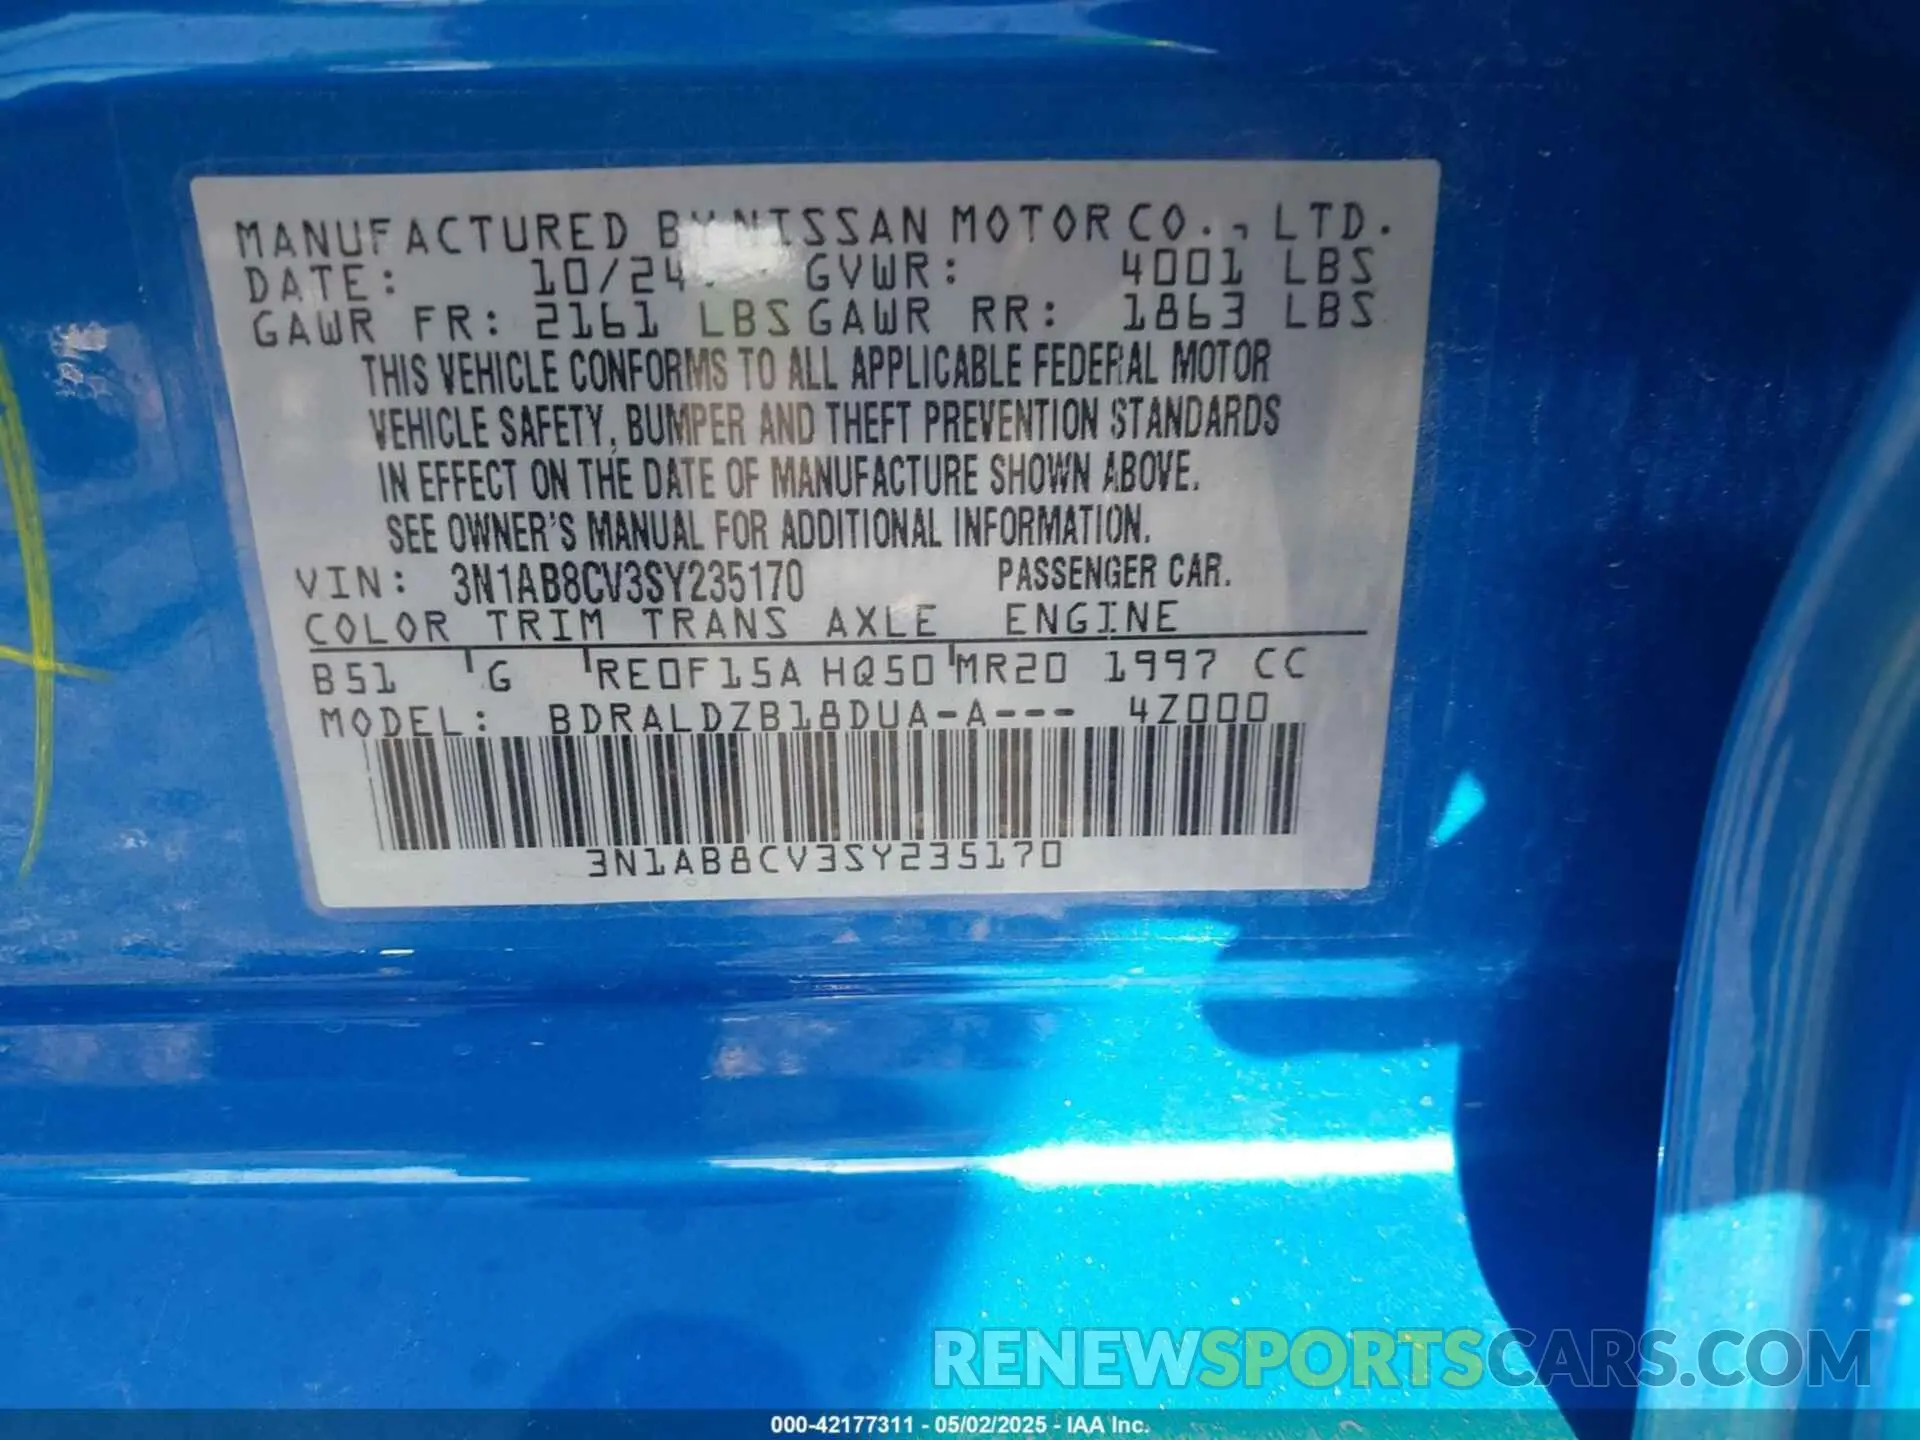 MANUFACTURED BY NISSAN MOTOR CO., LTD.
DATE: 10/24 GVWR: 4001 LBS
GAWR FR: 2161 LBS GAWR RR: 1863 LBS
THIS VEHICLE CONFORMS TO ALL APPLICABLE FEDERAL MOTOR
VEHICLE SAFETY, BUMPER AND THEFT PREVENTION STANDARDS
IN EFFECT ON THE DATE OF MANUFACTURE SHOWN ABOVE.
SEE OWNER'S MANUAL FOR ADDITIONAL INFORMATION.
VIN: 3N1AB8CV3SY235170 PASSENGER CAR.
COLOR TRIM TRANS AXLE ENGINE
B51 G RE0F15A HQ50 MR20 1997 CC
MODEL: BDRALDZB18DUA-A--- 4Z000
3N1AB8CV3SY235170
RENEWSPORTSCARS.COM
000-42177311 - 05/02/2025 - IAA Inc.